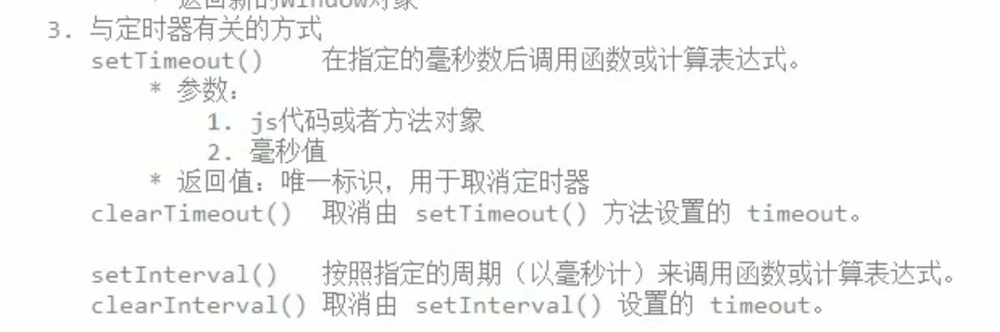 * 返回新的Window对象
3. 与定时器有关的方式
setTimeout() 在指定的毫秒数后调用函数或计算表达式。
* 参数:
1. js代码或者方法对象
2. 毫秒值
* 返回值: 唯一标识, 用于取消定时器
clearTimeout() 取消由 setTimeout() 方法设置的 timeout。
setInterval() 按照指定的周期（以毫秒计）来调用函数或计算表达式。
clearInterval() 取消由 setInterval() 设置的 timeout。